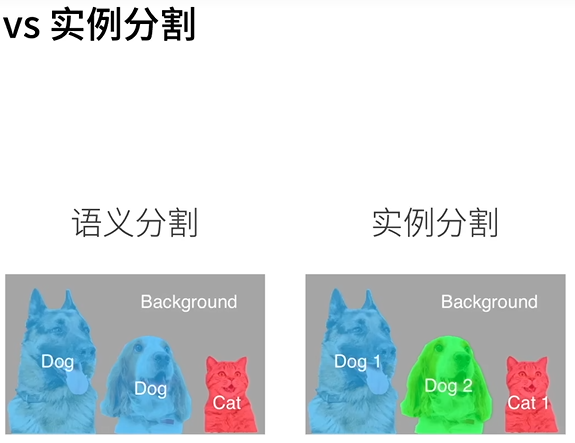 vs 实例分割
语义分割
实例分割
Background
Dog
Dog
Cat
Background
Dog 1
Dog 2
Cat 1